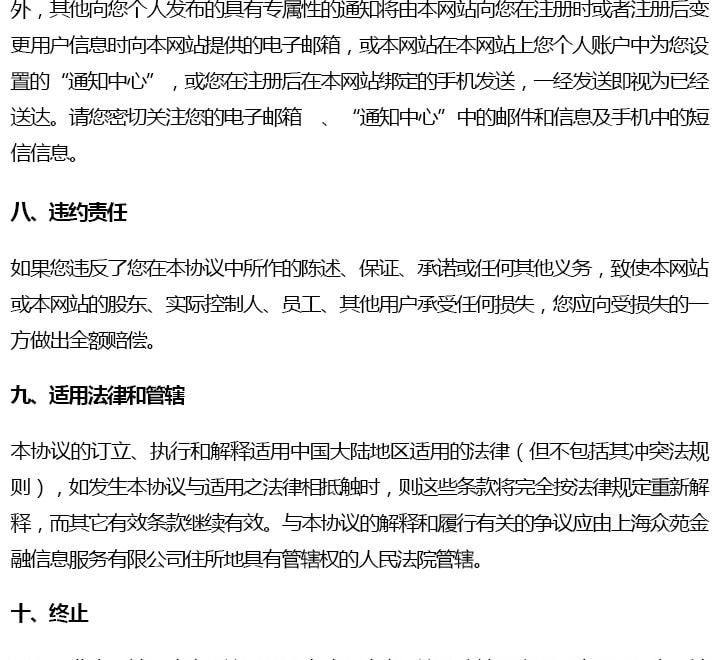 外，其他向您个人发布的具有专属性的通知将由本网站向您在注册时或者注册后变
更用户信息时向本网站提供的电子邮箱，或本网站在本网站上您个人账户中为您设
置的“通知中心”，或您在注册后在本网站绑定的手机发送，一经发送即视为已经
送达。请您密切关注您的电子邮箱 、“通知中心”中的邮件和信息及手机中的短
信信息。
八、违约责任
如果您违反了您在本协议中所作的陈述、保证、承诺或任何其他义务，致使本网站
或本网站的股东、实际控制人、员工、其他用户承受任何损失，您应向受损失的一
方做出全额赔偿。
九、适用法律和管辖
本协议的订立、执行和解释适用中国大陆地区适用的法律（但不包括其冲突法规
则），如发生本协议与适用之法律相抵触时，则这些条款将完全按法律规定重新解
释，而其它有效条款继续有效。与本协议的解释和履行有关的争议应由上海众苑金
融信息服务有限公司住所地具有管辖权的人民法院管辖。
十、终止